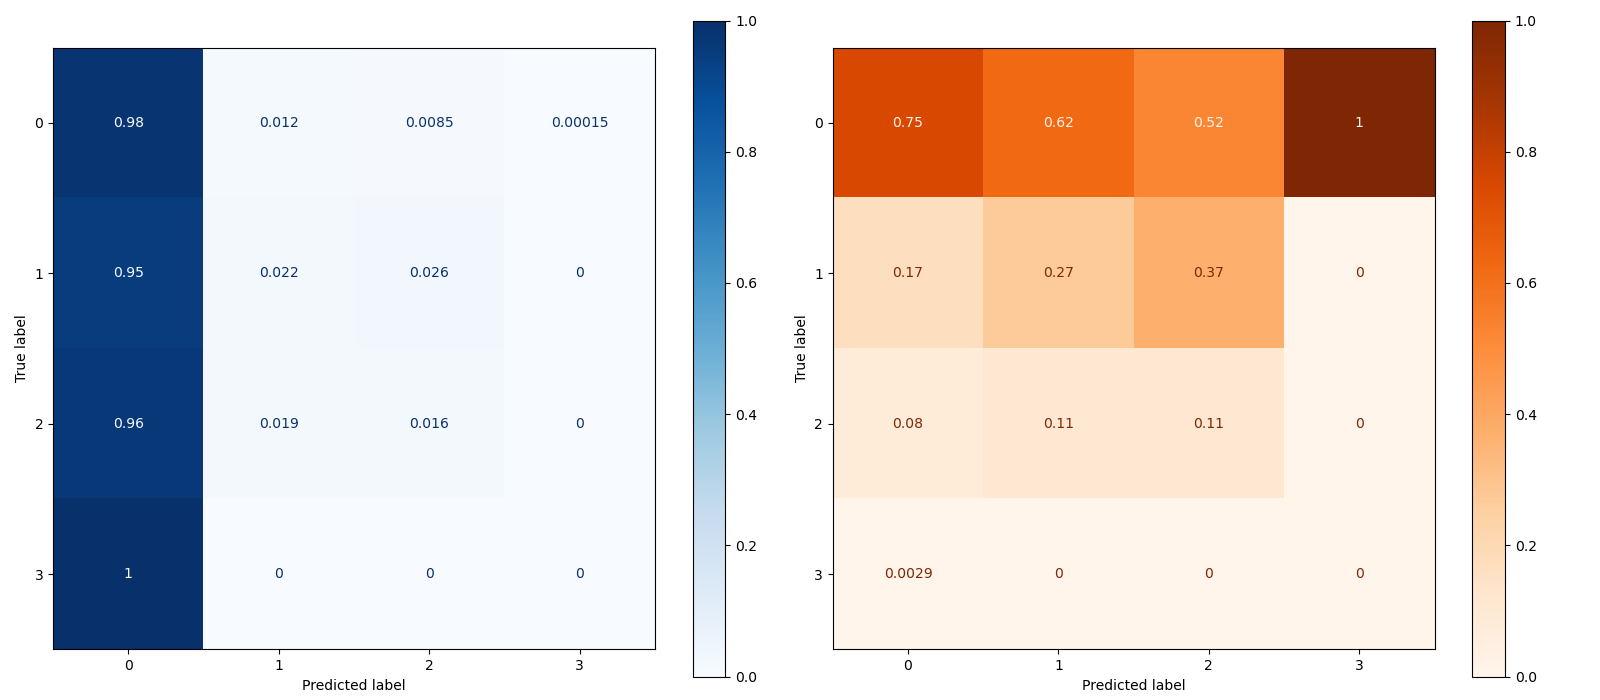 1.0
1.0
0 0.98 0.012 0.0085 0.00015
0 0.75 0.62 0.52 1
0.8
0.8
1 0.95 0.022 0.026 0
1 0.17 0.27 0.37 0
0.6
0.6
True label
True label
0.4
0.4
2 0.96 0.019 0.016 0
2 0.08 0.11 0.11 0
0.2
0.2
3 1 0 0 0
3 0.0029 0 0 0
0.0
0.0
0 1 2 3
0 1 2 3
Predicted label
Predicted label